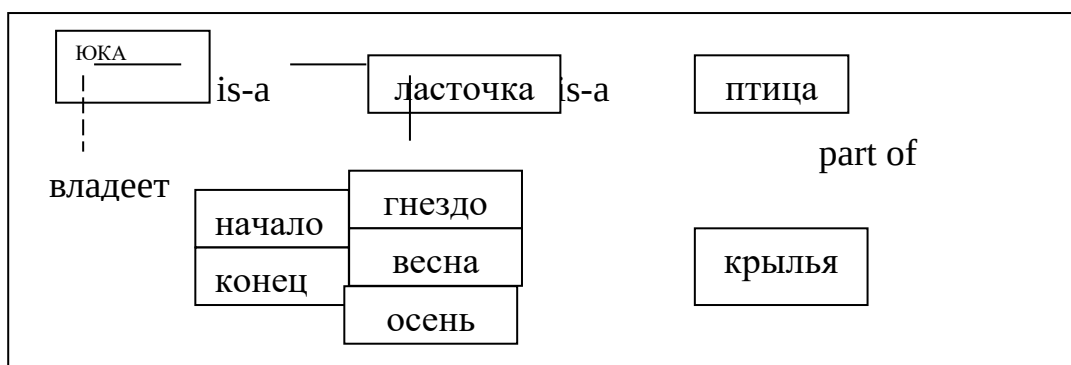 ЮКА
is-a
ласточка
is-a
птица
part of
владеет
гнездо
начало
весна
крылья
конец
осень